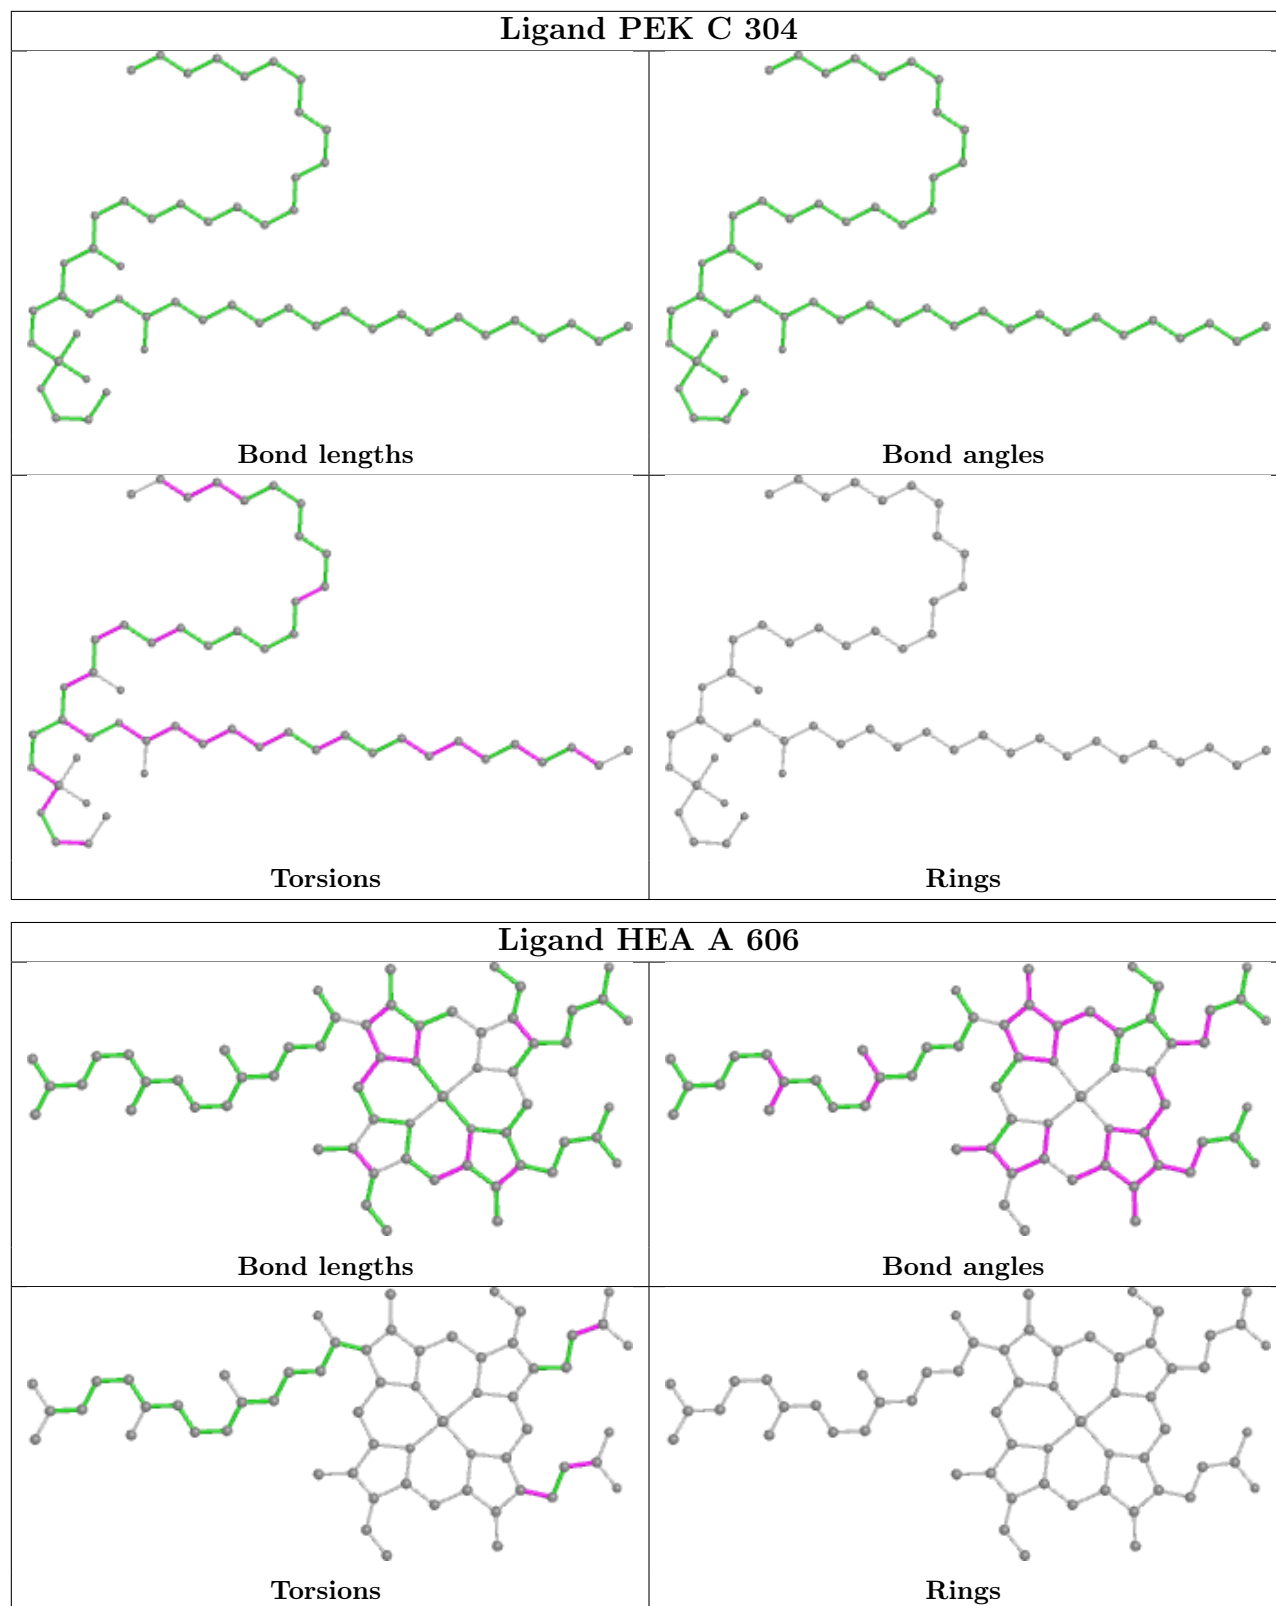 Ligand PEK C 304
Bond lengths
Bond angles
Torsions
Rings
Ligand HEA A 606
Bond lengths
Bond angles
Torsions
Rings